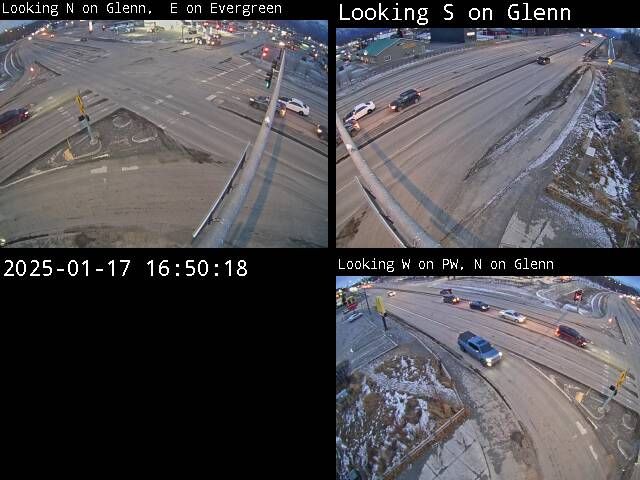 Looking N on Glenn,  E on Evergreen
Looking S on Glenn
2025-01-17 16:50:18
Looking W on PW, N on Glenn